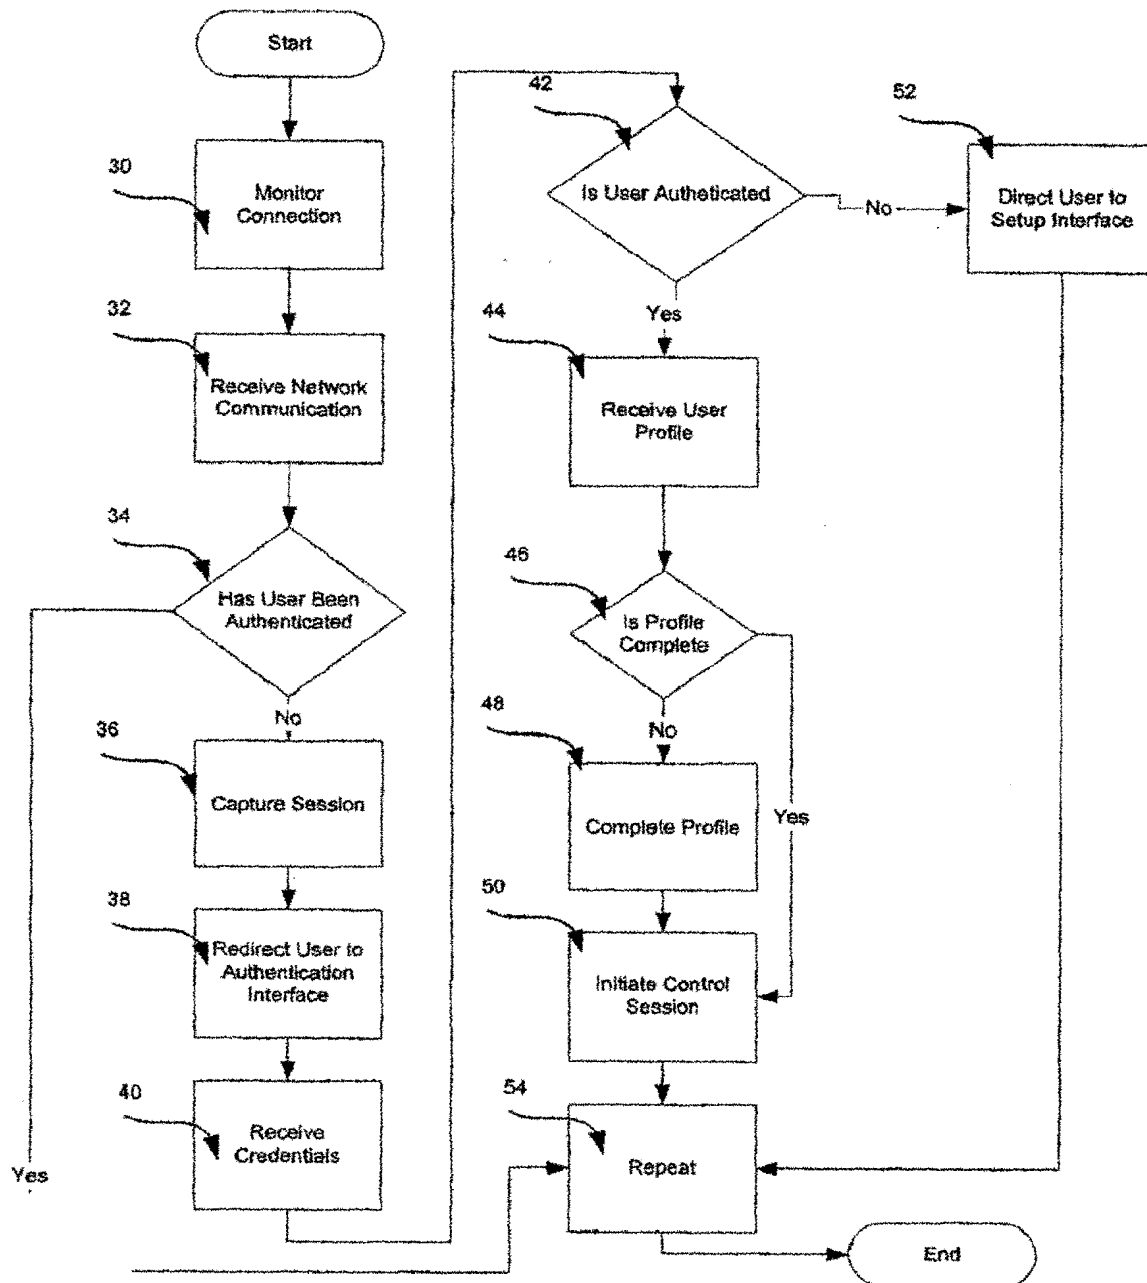 Start
30
Monitor
Connection
32
Receive Network
Communication
34
Has User Been
Authenticated
No
36
Capture Session
38
Redirect User to
Authentication
Interface
40
Receive
Credentials
Yes
42
Is User Autheticated
No
52
Direct User to
Setup Interface
Yes
44
Receive User
Profile
46
Is Profile
Complete
No
Yes
48
Complete Profile
50
Initiate Control
Session
54
Repeat
End